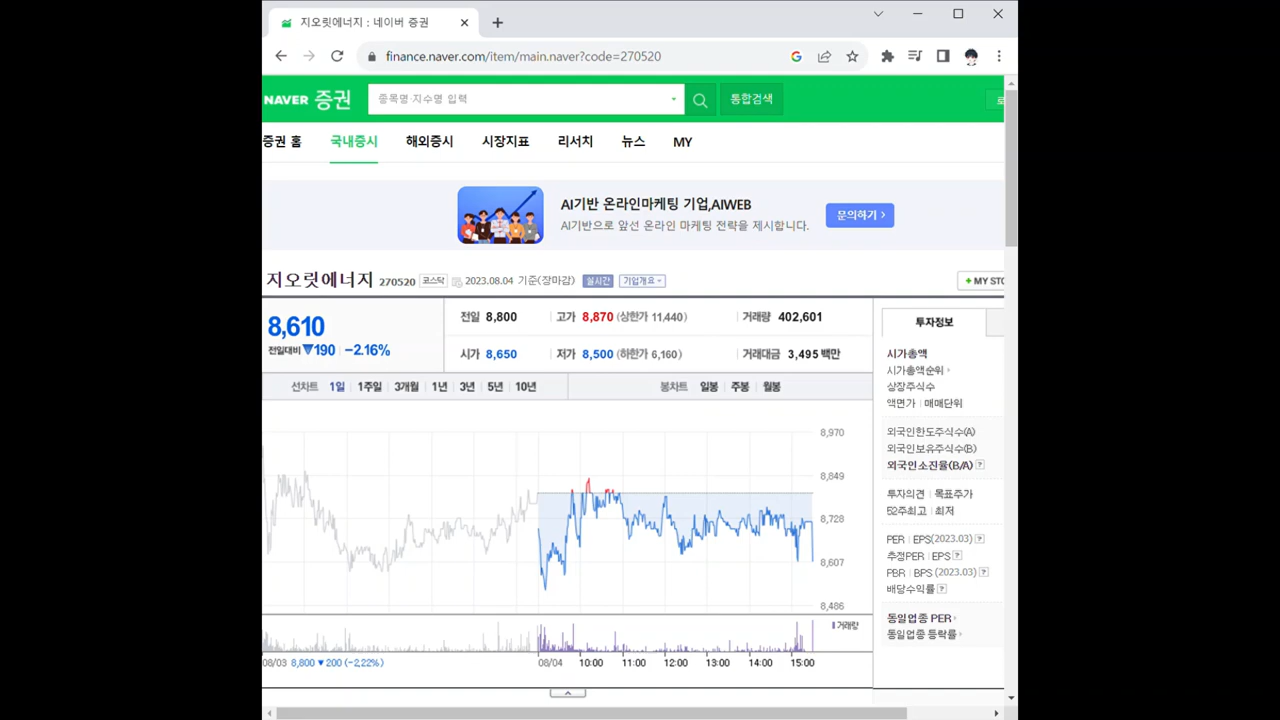 지오릿에너지 : 네이버 증권
finance.naver.com/item/main.naver?code=270520
NAVER 증권
종목명·지수명 입력
통합검색
증권 홈 국내증시 해외증시 시장지표 리서치 뉴스 MY
AI기반 온라인마케팅 기업,AIWEB
AI기반으로 앞선 온라인 마케팅 전략을 제시합니다.
문의하기 >
지오릿에너지 270520 코스닥 2023.08.04 기준(장마감) 실시간 기업개요
+ MY STO
8,610
전일대비 ▼190 | -2.16%
전일 8,800 | 고가 8,870 (상한가 11,440) | 거래량 402,601
시가 8,650 | 저가 8,500 (하한가 6,160) | 거래대금 3,495 백만
선차트 1일 1주일 3개월 1년 3년 5년 10년
봉차트 일봉 주봉 월봉
8,970
8,849
8,728
8,607
8,486
거래량
08/03 8,800 ▼200 (-2.22%)
08/04 10:00 11:00 12:00 13:00 14:00 15:00
투자정보
시가총액
시가총액순위
상장주식수
액면가 | 매매단위
외국인한도주식수(A)
외국인보유주식수(B)
외국인소진율(B/A) ?
투자의견 | 목표주가
52주최고 | 최저
PER | EPS(2023.03) ?
추정PER | EPS ?
PBR | BPS (2023.03) ?
배당수익률 ?
동일업종 PER
동일업종 등락률